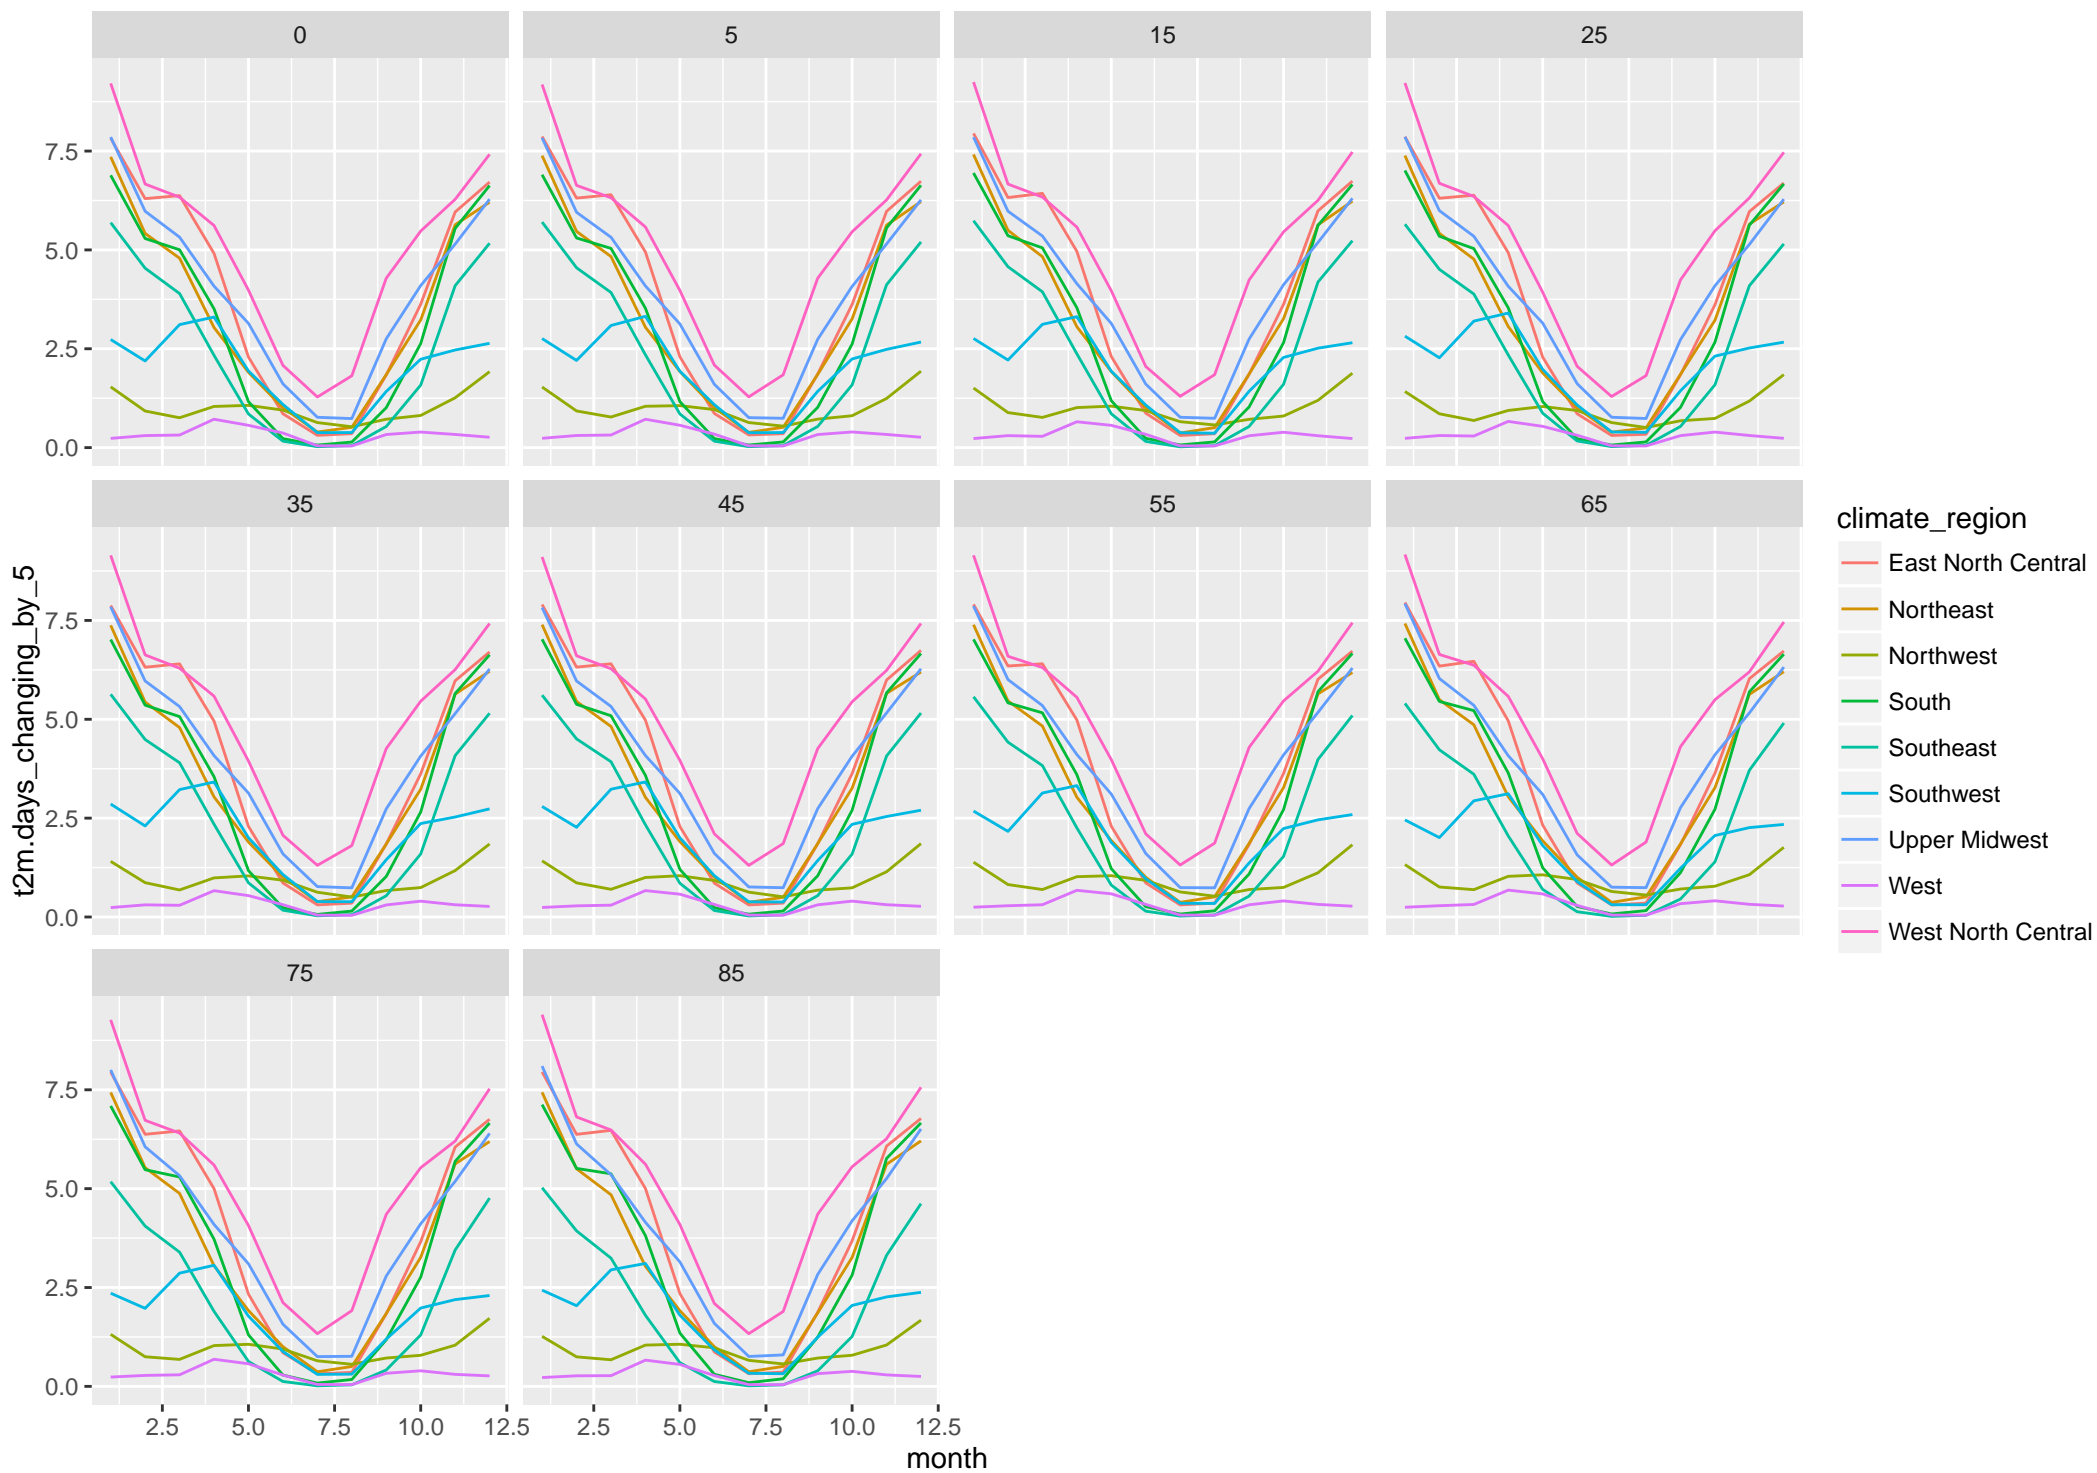 0 5 15 25
7.5
5.0
2.5
0.0
35 45 55 65
7.5
5.0
2.5
0.0
75 85
7.5
5.0
2.5
0.0
2.5 5.0 7.5 10.0 12.5 2.5 5.0 7.5 10.0 12.5
month
t2m.days_changing_by_5
climate_region
East North Central
Northeast
Northwest
South
Southeast
Southwest
Upper Midwest
West
West North Central